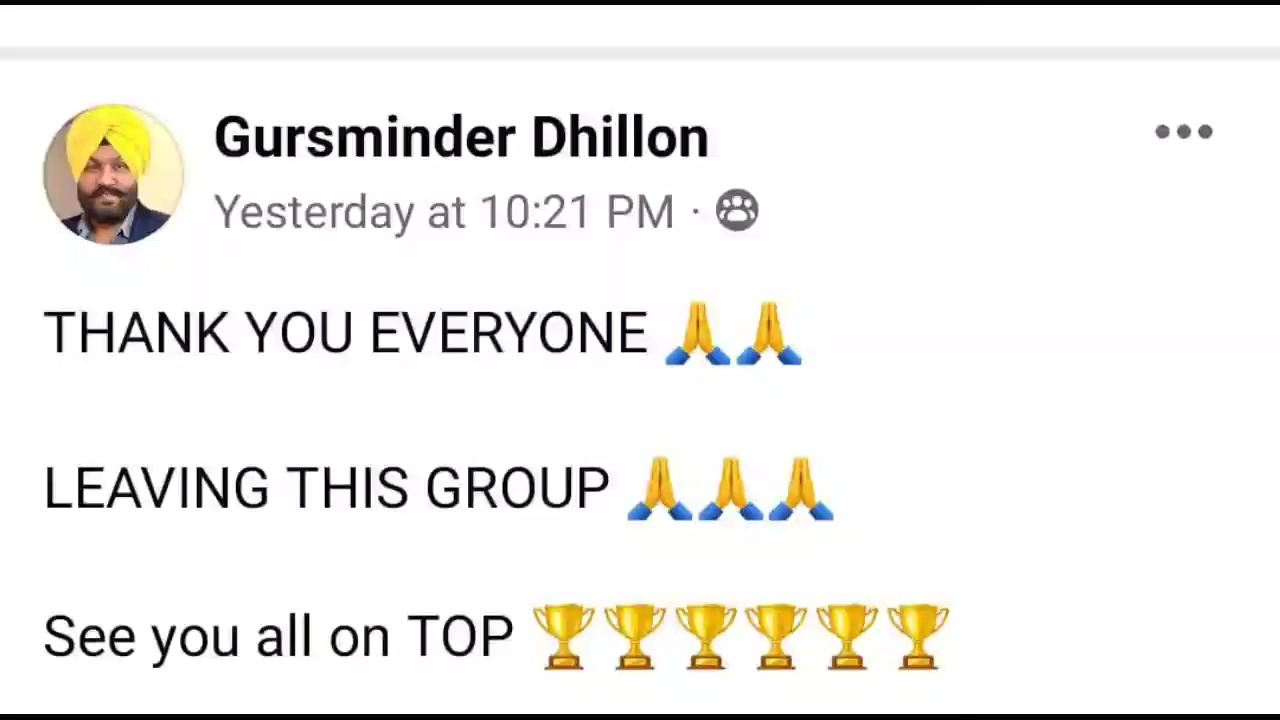 Gursminder Dhillon
Yesterday at 10:21 PM ·
THANK YOU EVERYONE 🙏🙏
LEAVING THIS GROUP 🙏🙏🙏
See you all on TOP 🏆🏆🏆🏆🏆🏆